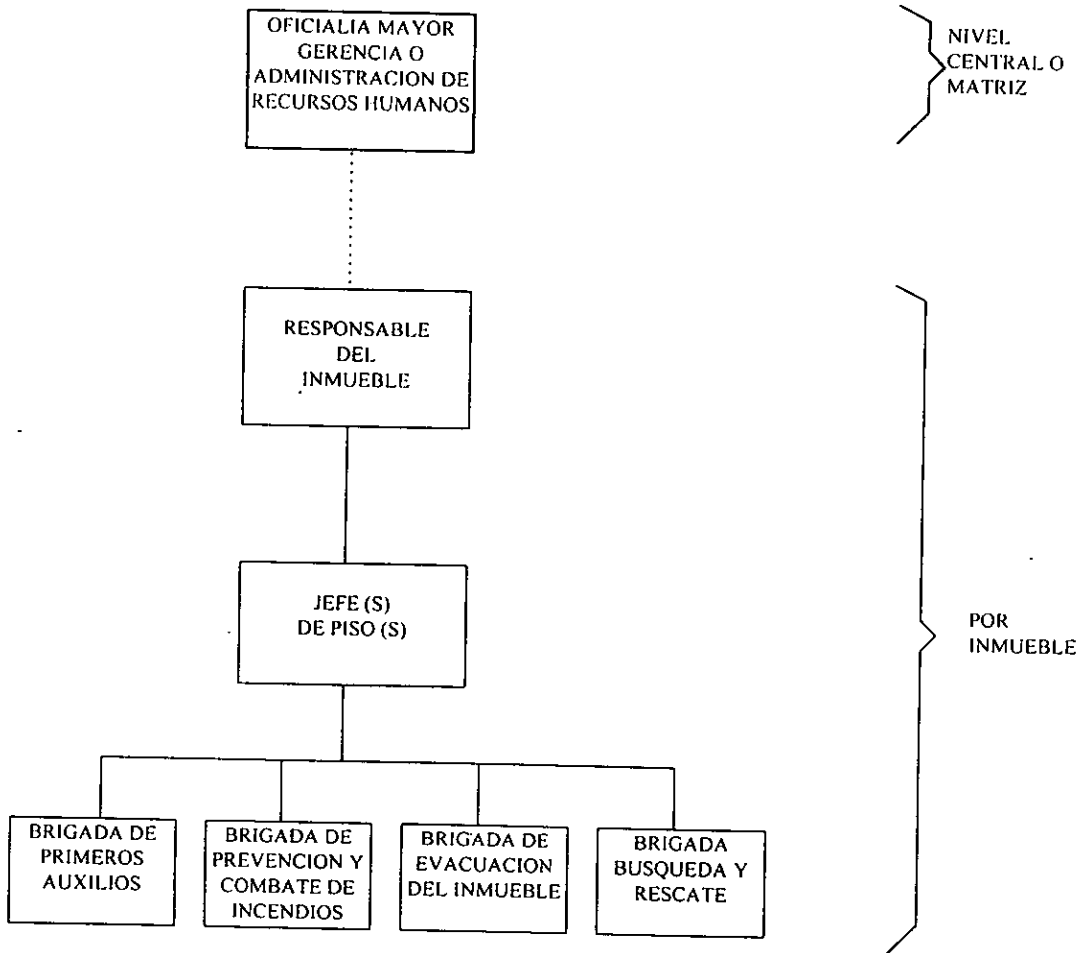 OFICIALIA MAYOR
GERENCIA O
ADMINISTRACION DE
RECURSOS HUMANOS
NIVEL
CENTRAL O
MATRIZ
RESPONSABLE
DEL
INMUEBLE
JEFE (S)
DE PISO (S)
POR
INMUEBLE
BRIGADA DE
PRIMEROS
AUXILIOS
BRIGADA DE
PREVENCION Y
COMBATE DE
INCENDIOS
BRIGADA DE
EVACUACION
DEL INMUEBLE
BRIGADA
BUSQUEDA Y
RESCATE